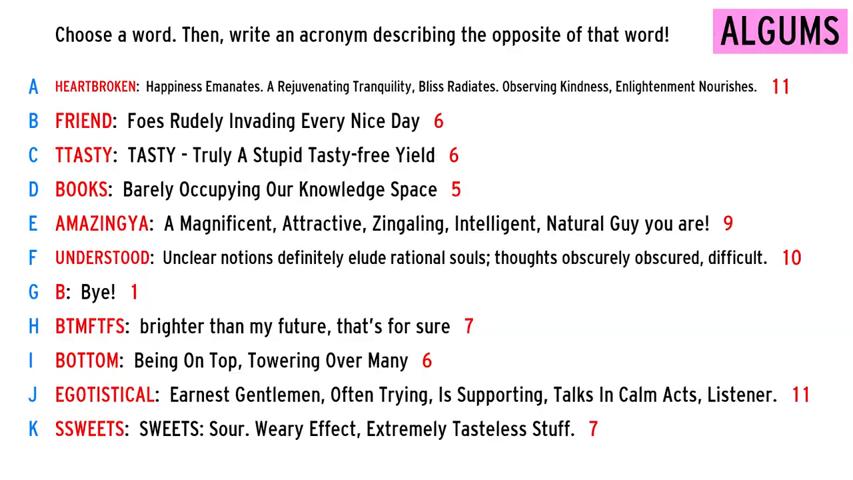 Choose a word. Then, write an acronym describing the opposite of that word!
ALGUMS
A HEARTBROKEN: Happiness Emanates. A Rejuvenating Tranquility, Bliss Radiates. Observing Kindness, Enlightenment Nourishes. 11
B FRIEND: Foes Rudely Invading Every Nice Day 6
C TTASTY: TASTY - Truly A Stupid Tasty-free Yield 6
D BOOKS: Barely Occupying Our Knowledge Space 5
E AMAZINGYA: A Magnificent, Attractive, Zingaling, Intelligent, Natural Guy you are! 9
F UNDERSTOOD: Unclear notions definitely elude rational souls; thoughts obscurely obscured, difficult. 10
G B: Bye! 1
H BTMFTFS: brighter than my future, that's for sure 7
I BOTTOM: Being On Top, Towering Over Many 6
J EGOTISTICAL: Earnest Gentlemen, Often Trying, Is Supporting, Talks In Calm Acts, Listener. 11
K SSWEETS: SWEETS: Sour. Weary Effect, Extremely Tasteless Stuff. 7